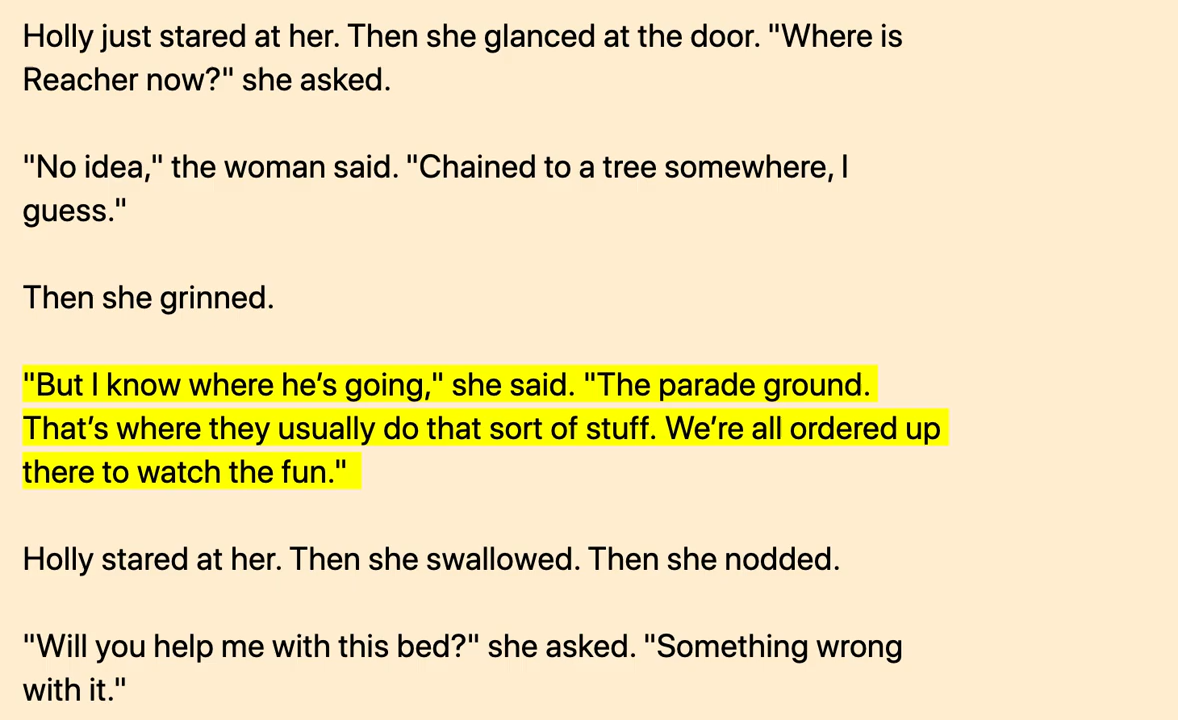 Holly just stared at her. Then she glanced at the door. "Where is
Reacher now?" she asked.
"No idea," the woman said. "Chained to a tree somewhere, I
guess."
Then she grinned.
"But I know where he’s going," she said. "The parade ground.
That’s where they usually do that sort of stuff. We’re all ordered up
there to watch the fun."
Holly stared at her. Then she swallowed. Then she nodded.
"Will you help me with this bed?" she asked. "Something wrong
with it."